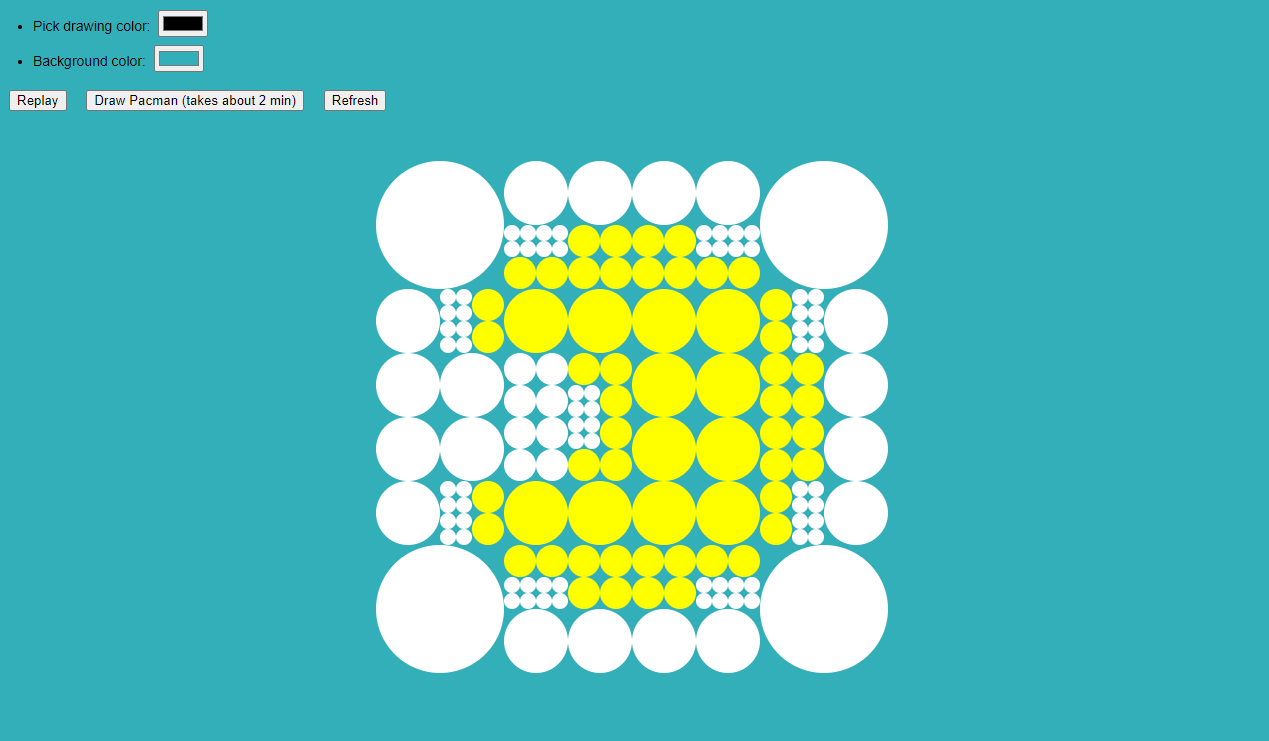 Pick drawing color:
Background color:
Replay Draw Pacman (takes about 2 min) Refresh